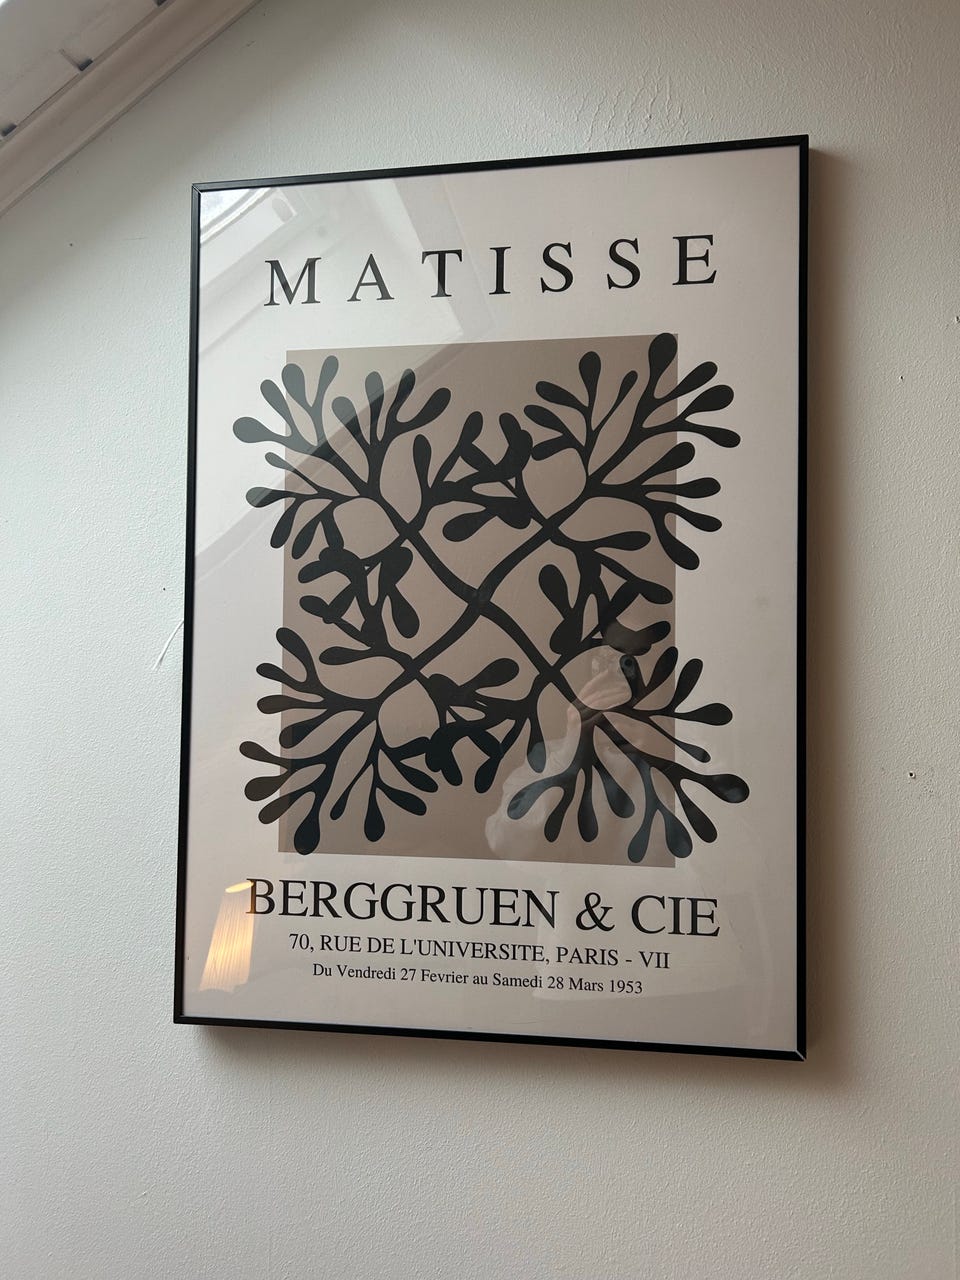 MATISSE
BERGGRUEN & CIE
70, RUE DE L'UNIVERSITE, PARIS - VII
Du Vendredi 27 Fevrier au Samedi 28 Mars 1953